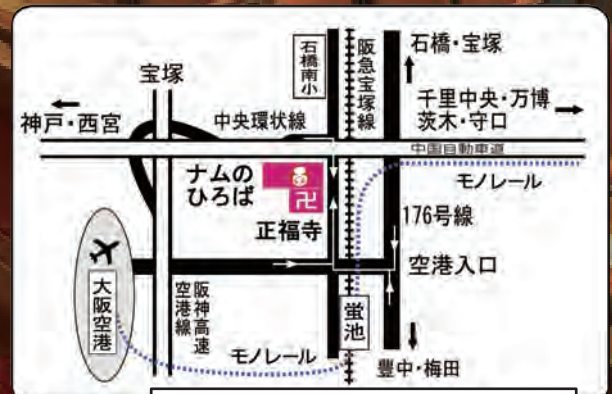 石橋南小
阪急宝塚線
石橋・宝塚
宝塚
千里中央・万博
茨木・守口
神戸・西宮
中央環状線
中国自動車道
ナムの
ひろば
卍
モノレール
正福寺
176号線
空港入口
大阪空港
阪神高速
空港線
蛍池
モノレール
豊中・梅田